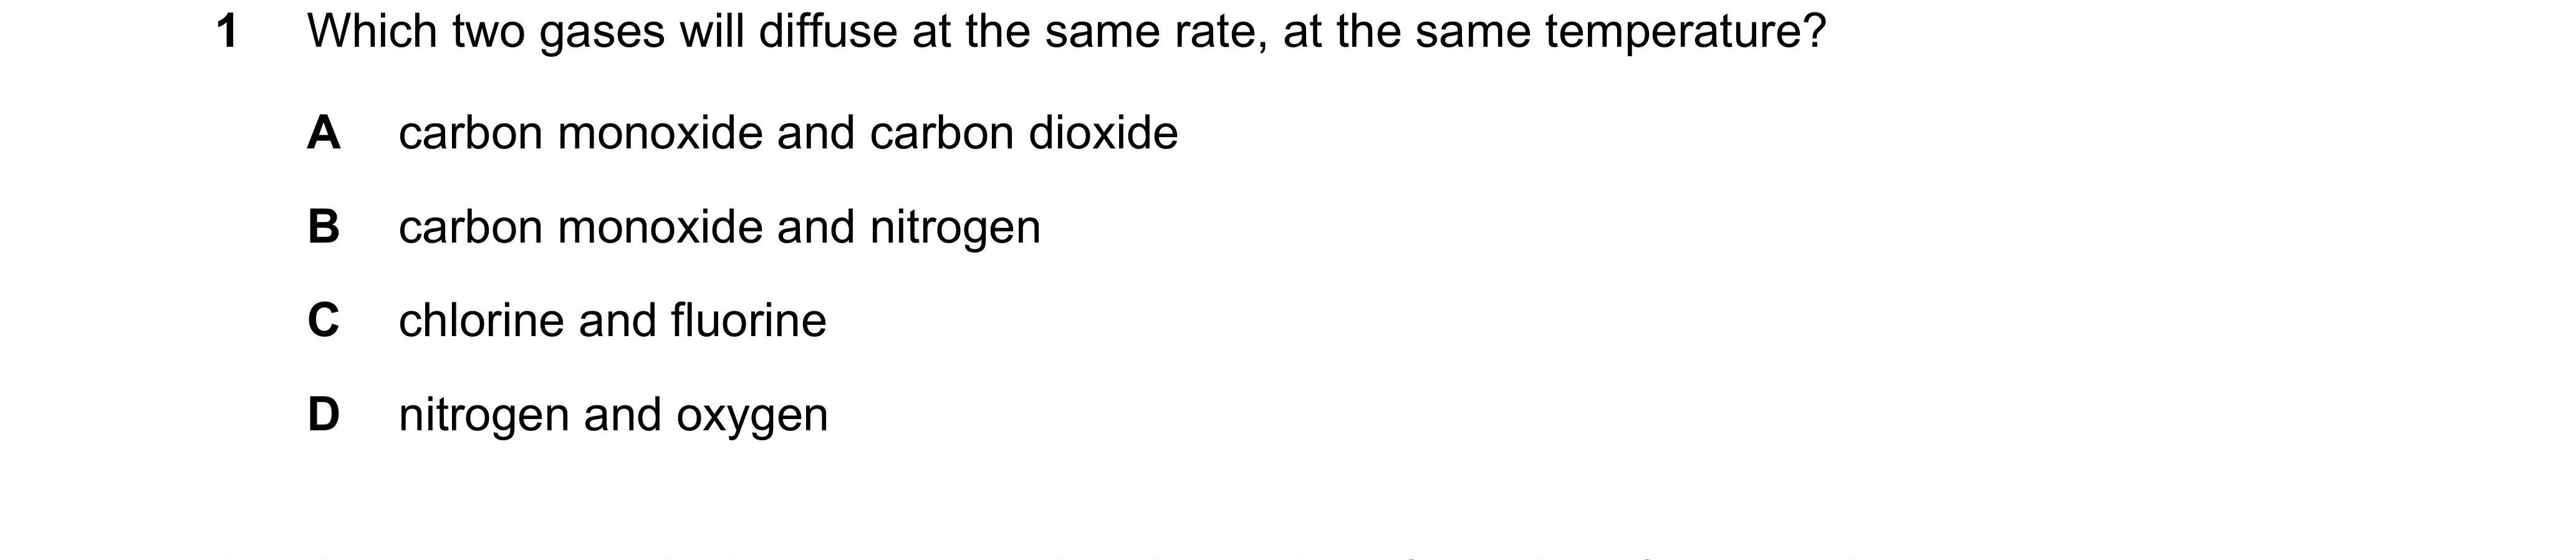 1 Which two gases will diffuse at the same rate, at the same temperature?
A carbon monoxide and carbon dioxide
B carbon monoxide and nitrogen
C chlorine and fluorine
D nitrogen and oxygen